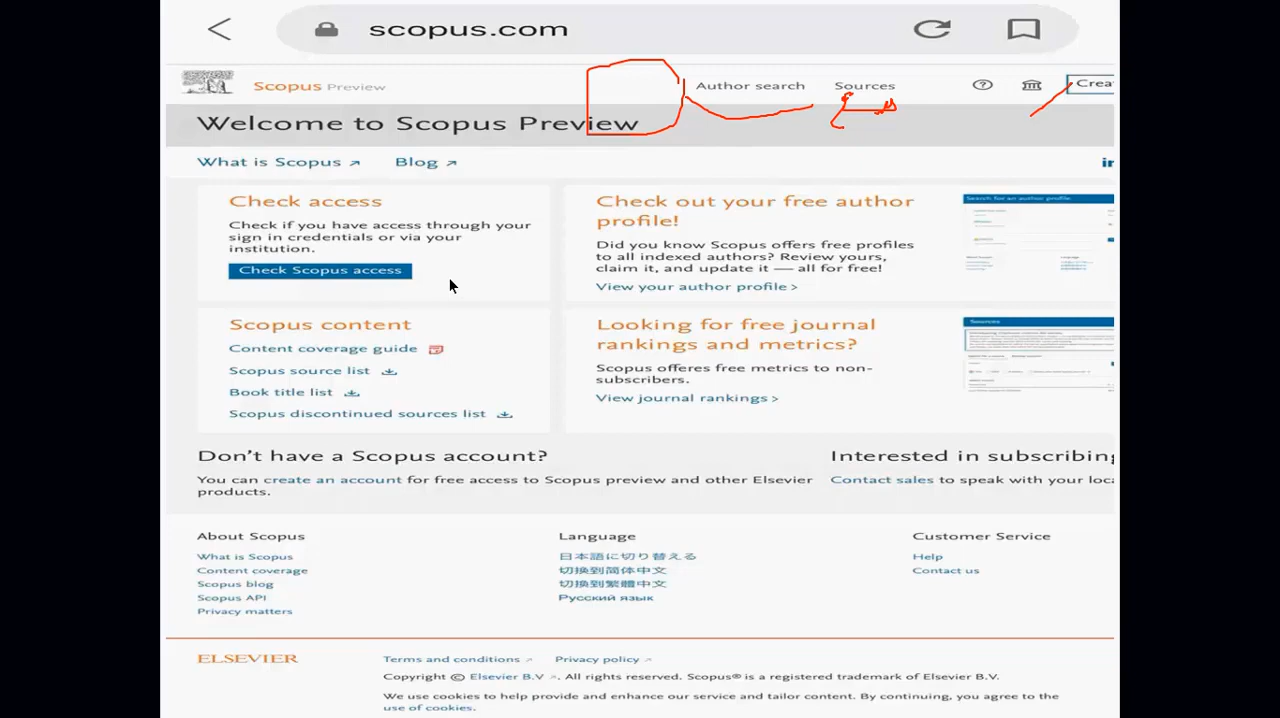 scopus.com
Scopus Preview
Author search
Sources
Welcome to Scopus Preview
What is Scopus
Blog
Check access
Check if you have access through your
sign in credentials or via your
institution.
Check Scopus access
Check out your free author
profile!
Did you know Scopus offers free profiles
to all indexed authors? Review yours,
claim it, and update it — all for free!
View your author profile >
Search for an author profile
Scopus content
Content coverage guide
Scopus source list
Book title list
Scopus discontinued sources list
Looking for free journal
rankings and metrics?
Scopus offeres free metrics to non-
subscribers.
View journal rankings >
Sources
Don't have a Scopus account?
You can create an account for free access to Scopus preview and other Elsevier
products.
Interested in subscribing
Contact sales to speak with your loca
About Scopus
What is Scopus
Content coverage
Scopus blog
Scopus API
Privacy matters
Language
日本語に切り替える
切换到简体中文
切換到繁體中文
Русский язык
Customer Service
Help
Contact us
ELSEVIER
Terms and conditions
Privacy policy
Copyright © Elsevier B.V. All rights reserved. Scopus® is a registered trademark of Elsevier B.V.
We use cookies to help provide and enhance our service and tailor content. By continuing, you agree to the
use of cookies.